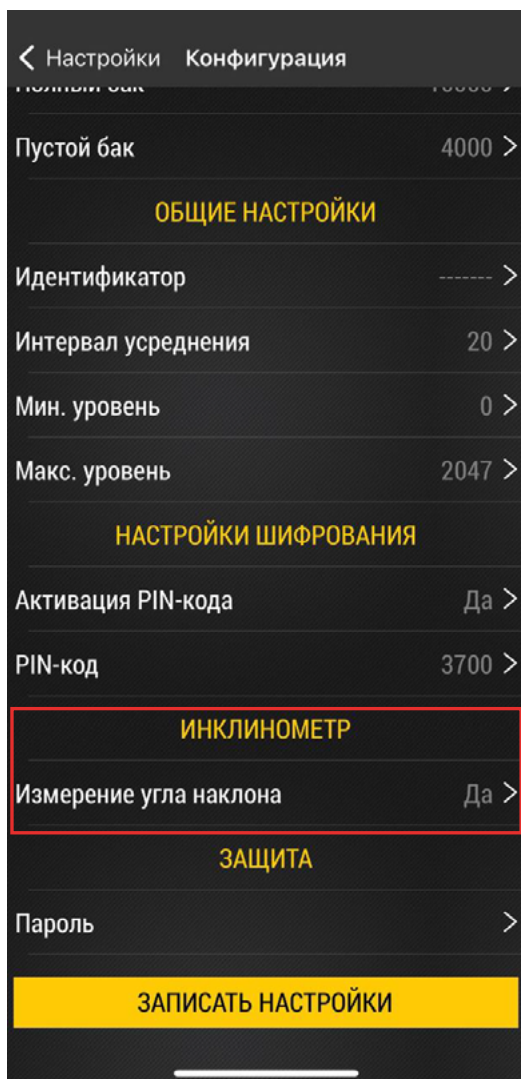 Настройки Конфигурация
Пустой бак 4000
ОБЩИЕ НАСТРОЙКИ
Идентификатор -------
Интервал усреднения 20
Мин. уровень 0
Макс. уровень 2047
НАСТРОЙКИ ШИФРОВАНИЯ
Активация PIN-кода Да
PIN-код 3700
ИНКЛИНОМЕТР
Измерение угла наклона Да
ЗАЩИТА
Пароль
ЗАПИСАТЬ НАСТРОЙКИ